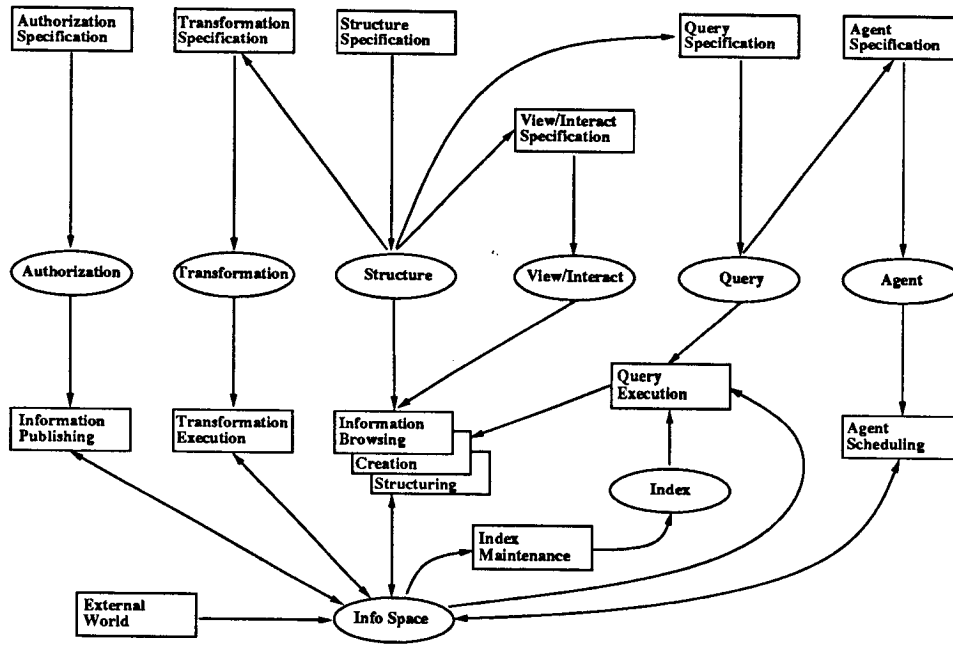 Authorization
Specification
Transformation
Specification
Structure
Specification
Query
Specification
Agent
Specification
View/Interact
Specification
Authorization
Transformation
Structure
View/Interact
Query
Agent
Query
Execution
Information
Publishing
Transformation
Execution
Information
Browsing
Creation
Structuring
Agent
Scheduling
Index
Index
Maintenance
External
World
Info Space